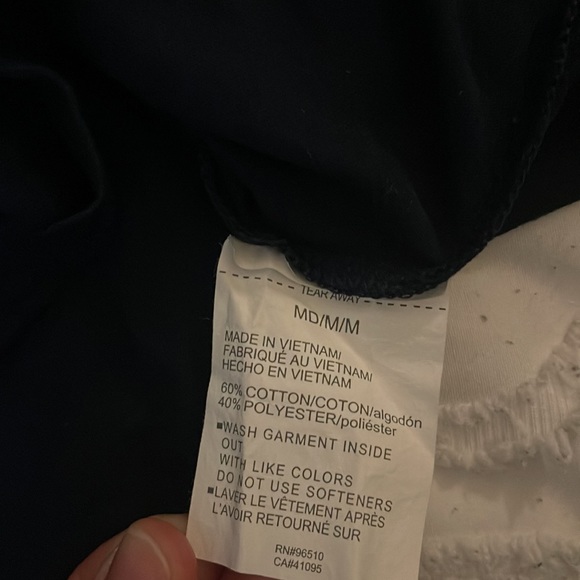 TEAR AWAY
MD/M/M
MADE IN VIETNAM/
FABRIQUÉ AU VIETNAM/
HECHO EN VIETNAM
60% COTTON/COTON/algodón
40% POLYESTER/poliéster
■WASH GARMENT INSIDE
OUT
WITH LIKE COLORS
DO NOT USE SOFTENERS
■LAVER LE VÊTEMENT APRÈS
L'AVOIR RETOURNÉ SUR
RN#96510
CA#41095